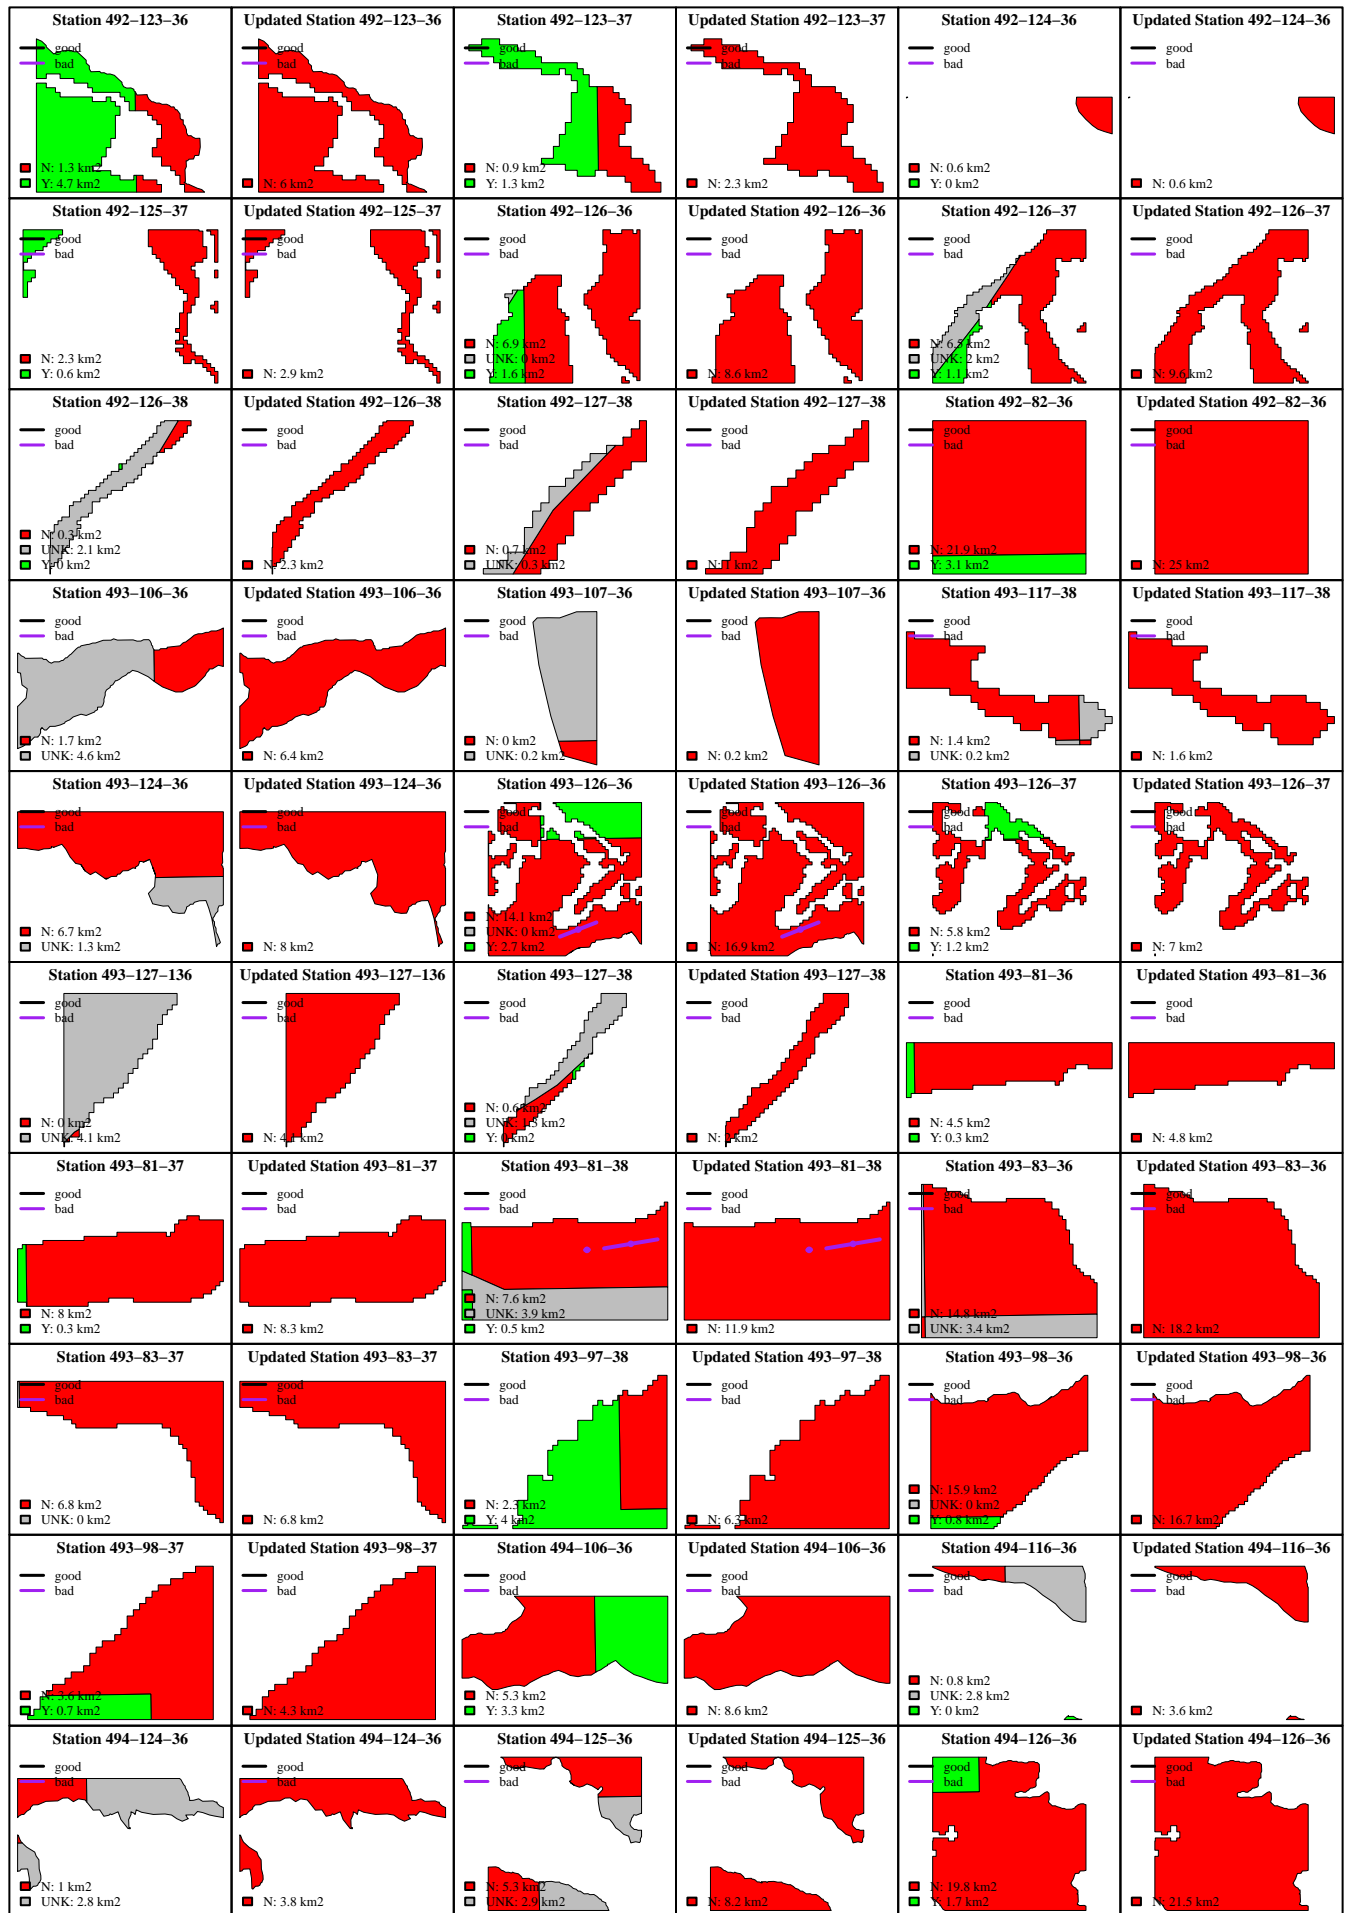 Station 492−123−36
good
bad
N: 1.3 km2
Y: 4.7 km2
Updated Station 492−123−36
good
bad
N: 6 km2
Station 492−123−37
good
bad
N: 0.9 km2
Y: 1.3 km2
Updated Station 492−123−37
good
bad
N: 2.3 km2
Station 492−124−36
good
bad
N: 0.6 km2
Y: 0 km2
Updated Station 492−124−36
good
bad
N: 0.6 km2
Station 492−125−37
good
bad
N: 2.3 km2
Y: 0.6 km2
Updated Station 492−125−37
good
bad
N: 2.9 km2
Station 492−126−36
good
bad
N: 6.9 km2
UNK: 0 km2
Y: 1.6 km2
Updated Station 492−126−36
good
bad
N: 8.6 km2
Station 492−126−37
good
bad
N: 6.5 km2
UNK: 2 km2
Y: 1.1 km2
Updated Station 492−126−37
good
bad
N: 9.6 km2
Station 492−126−38
good
bad
N: 0.3 km2
UNK: 2.1 km2
Y: 0 km2
Updated Station 492−126−38
good
bad
N: 2.3 km2
Station 492−127−38
good
bad
N: 0.7 km2
UNK: 0.3 km2
Updated Station 492−127−38
good
bad
N: 1 km2
Station 492−82−36
good
bad
N: 21.9 km2
Y: 3.1 km2
Updated Station 492−82−36
good
bad
N: 25 km2
Station 493−106−36
good
bad
N: 1.7 km2
UNK: 4.6 km2
Updated Station 493−106−36
good
bad
N: 6.4 km2
Station 493−107−36
good
bad
N: 0 km2
UNK: 0.2 km2
Updated Station 493−107−36
good
bad
N: 0.2 km2
Station 493−117−38
good
bad
N: 1.4 km2
UNK: 0.2 km2
Updated Station 493−117−38
good
bad
N: 1.6 km2
Station 493−124−36
good
bad
N: 6.7 km2
UNK: 1.3 km2
Updated Station 493−124−36
good
bad
N: 8 km2
Station 493−126−36
good
bad
N: 14.1 km2
UNK: 0 km2
Y: 2.7 km2
Updated Station 493−126−36
good
bad
N: 16.9 km2
Station 493−126−37
good
bad
N: 5.8 km2
Y: 1.2 km2
Updated Station 493−126−37
good
bad
N: 7 km2
Station 493−127−136
good
bad
N: 0 km2
UNK: 4.1 km2
Updated Station 493−127−136
good
bad
N: 4.1 km2
Station 493−127−38
good
bad
N: 0.6 km2
UNK: 1.5 km2
Y: 0 km2
Updated Station 493−127−38
good
bad
N: 2 km2
Station 493−81−36
good
bad
N: 4.5 km2
Y: 0.3 km2
Updated Station 493−81−36
good
bad
N: 4.8 km2
Station 493−81−37
good
bad
N: 8 km2
Y: 0.3 km2
Updated Station 493−81−37
good
bad
N: 8.3 km2
Station 493−81−38
good
bad
N: 7.6 km2
UNK: 3.9 km2
Y: 0.5 km2
Updated Station 493−81−38
good
bad
N: 11.9 km2
Station 493−83−36
good
bad
N: 14.8 km2
UNK: 3.4 km2
Updated Station 493−83−36
good
bad
N: 18.2 km2
Station 493−83−37
good
bad
N: 6.8 km2
UNK: 0 km2
Updated Station 493−83−37
good
bad
N: 6.8 km2
Station 493−97−38
good
bad
N: 2.3 km2
Y: 4 km2
Updated Station 493−97−38
good
bad
N: 6.3 km2
Station 493−98−36
good
bad
N: 15.9 km2
UNK: 0 km2
Y: 0.8 km2
Updated Station 493−98−36
good
bad
N: 16.7 km2
Station 493−98−37
good
bad
N: 3.6 km2
Y: 0.7 km2
Updated Station 493−98−37
good
bad
N: 4.3 km2
Station 494−106−36
good
bad
N: 5.3 km2
Y: 3.3 km2
Updated Station 494−106−36
good
bad
N: 8.6 km2
Station 494−116−36
good
bad
N: 0.8 km2
UNK: 2.8 km2
Y: 0 km2
Updated Station 494−116−36
good
bad
N: 3.6 km2
Station 494−124−36
good
bad
N: 1 km2
UNK: 2.8 km2
Updated Station 494−124−36
good
bad
N: 3.8 km2
Station 494−125−36
good
bad
N: 5.3 km2
UNK: 2.9 km2
Updated Station 494−125−36
good
bad
N: 8.2 km2
Station 494−126−36
good
bad
N: 19.8 km2
Y: 1.7 km2
Updated Station 494−126−36
good
bad
N: 21.5 km2